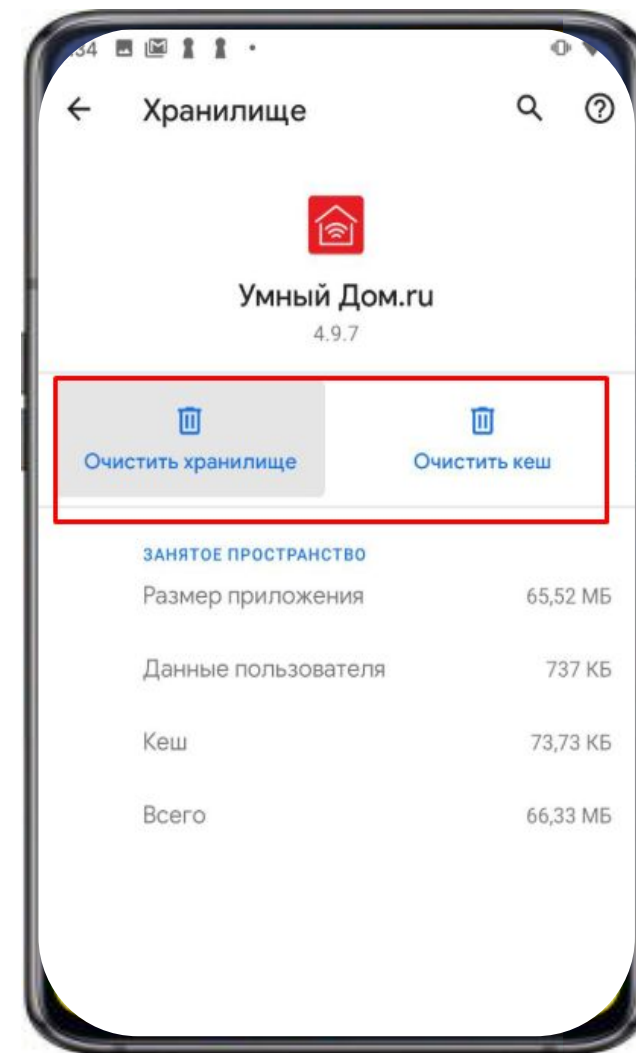 34
Хранилище
Умный Дом.ru
4.9.7
Очистить хранилище
Очистить кеш
ЗАНЯТОЕ ПРОСТРАНСТВО
Размер приложения 65,52 МБ
Данные пользователя 737 КБ
Кеш 73,73 КБ
Всего 66,33 МБ